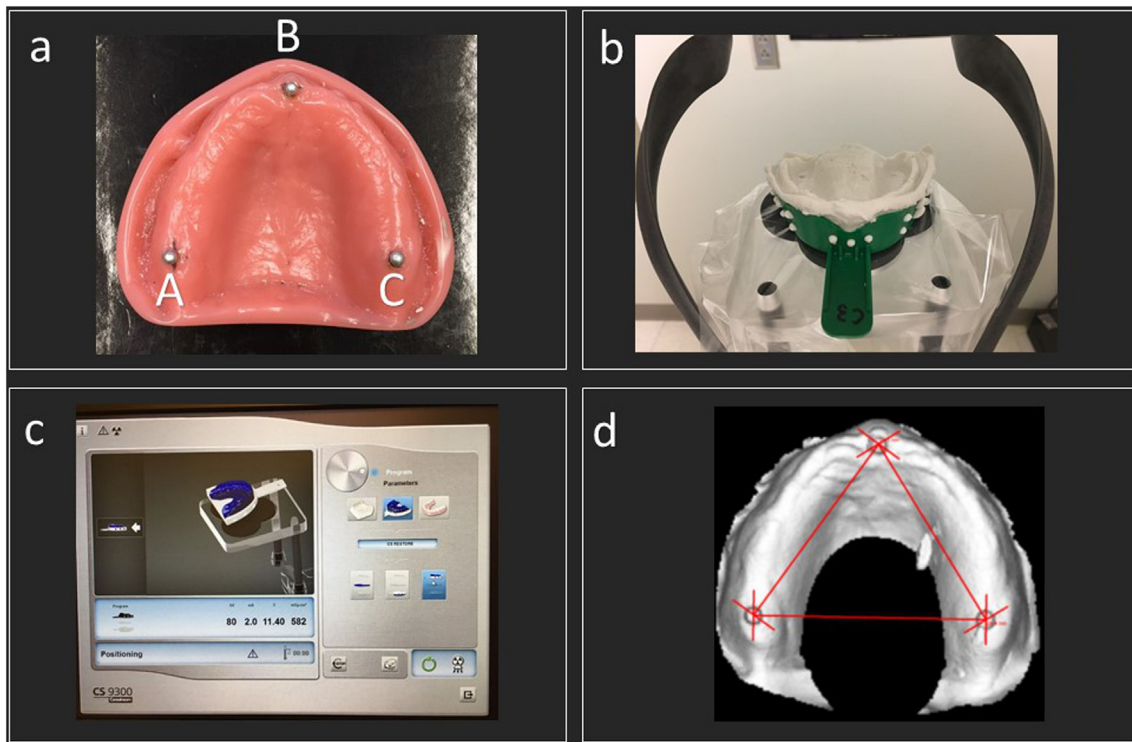 a
B
A
C
b
C3
c
Program
Parameters
CS RESTORE
Program
kV
mA
s
mGy.cm²
80
2.0
11.40
582
Positioning
00:00
CS 9300
Carestream
d